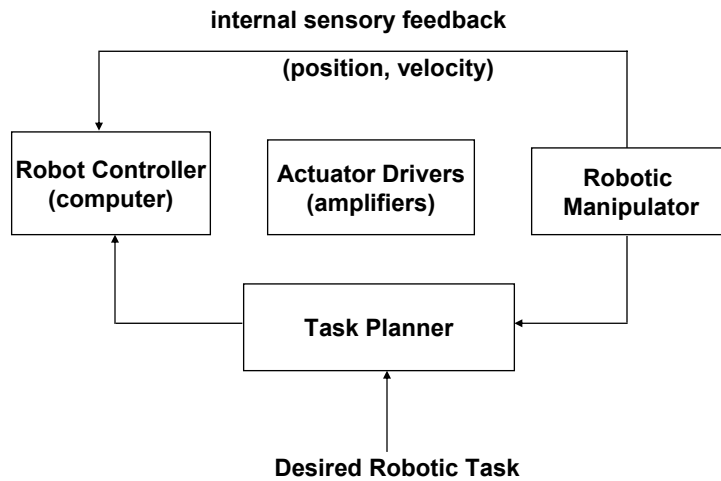 internal sensory feedback
(position, velocity)
Robot Controller
(computer)
Actuator Drivers
(amplifiers)
Robotic
Manipulator
Task Planner
Desired Robotic Task